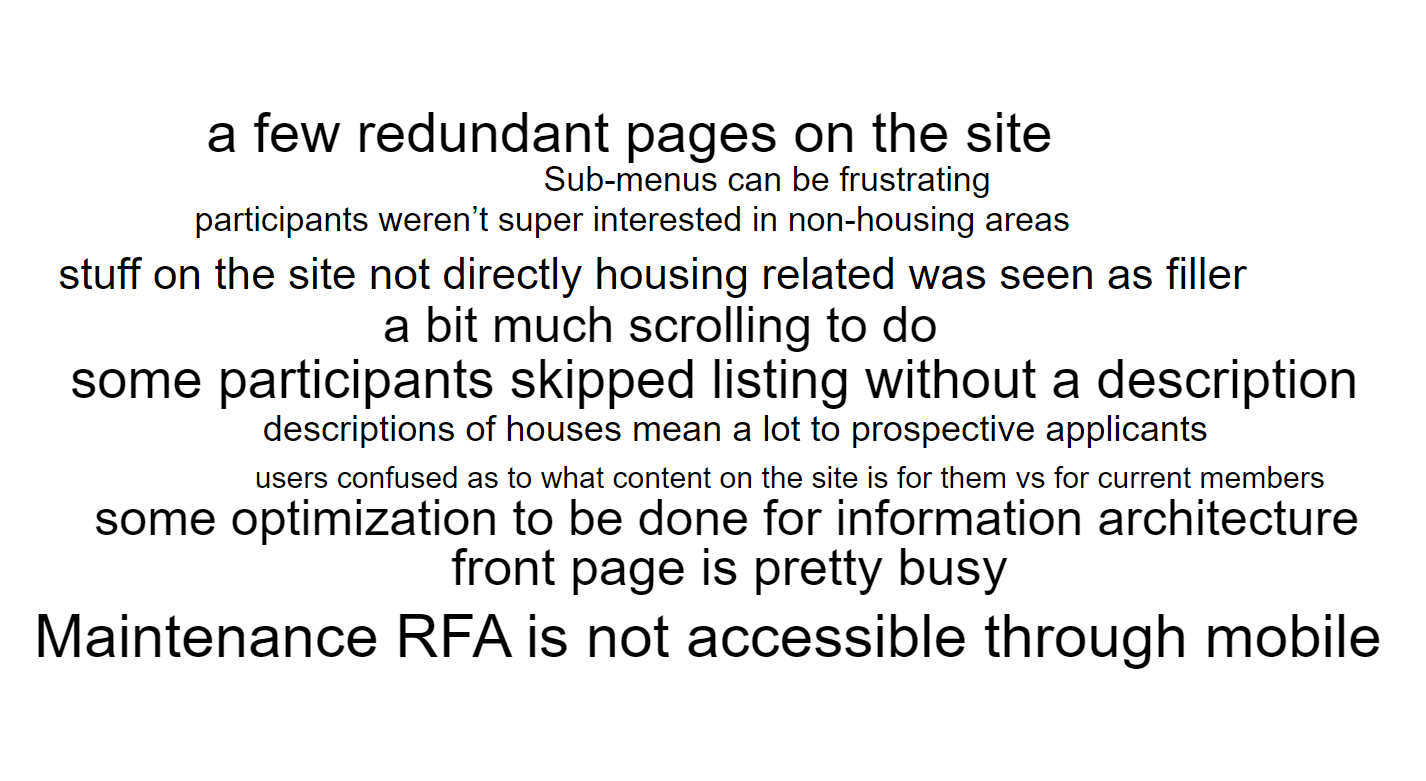 a few redundant pages on the site
Sub-menus can be frustrating
participants weren’t super interested in non-housing areas
stuff on the site not directly housing related was seen as filler
a bit much scrolling to do
some participants skipped listing without a description
descriptions of houses mean a lot to prospective applicants
users confused as to what content on the site is for them vs for current members
some optimization to be done for information architecture
front page is pretty busy
Maintenance RFA is not accessible through mobile